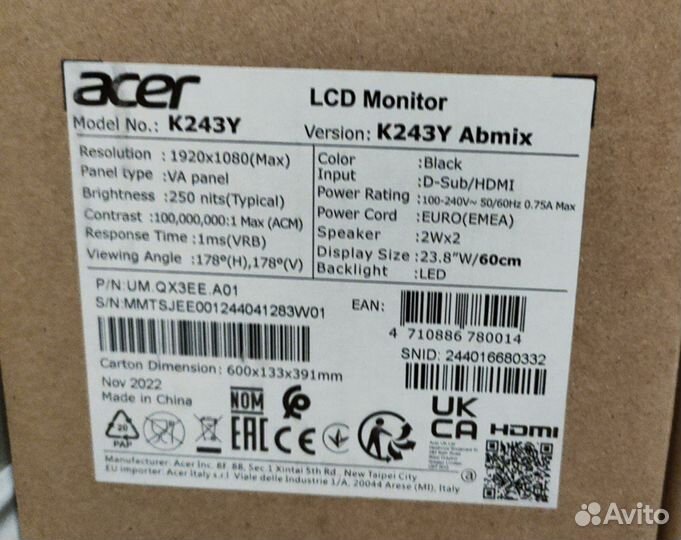 acer
LCD Monitor
Model No.: K243Y
Version: K243Y Abmix
Resolution : 1920x1080(Max)
Panel type : VA panel
Brightness : 250 nits(Typical)
Contrast : 100,000,000:1 Max (ACM)
Response Time : 1ms(VRB)
Viewing Angle : 178°(H),178°(V)
Color :Black
Input :D-Sub/HDMI
Power Rating :100-240V~ 50/60Hz 0.75A Max
Power Cord :EURO(EMEA)
Speaker :2Wx2
Display Size :23.8"W/60cm
Backlight :LED
P/N:UM.QX3EE.A01
S/N:MMTSJEE001244041283W01
EAN:
4 710886 780014
SNID: 244016680332
Carton Dimension: 600x133x391mm
Nov 2022
Made in China
NOM
20
PAP
EAC
CE
UK
CA
HDMI
Manufacturer: Acer Inc. 8F 88, Sec.1 Xintai 5th Rd., New Taipei City
EU importer: Acer Italy s.r.l Viale delle Industrie 1/A, 20044 Arese (MI), Italy
Avito